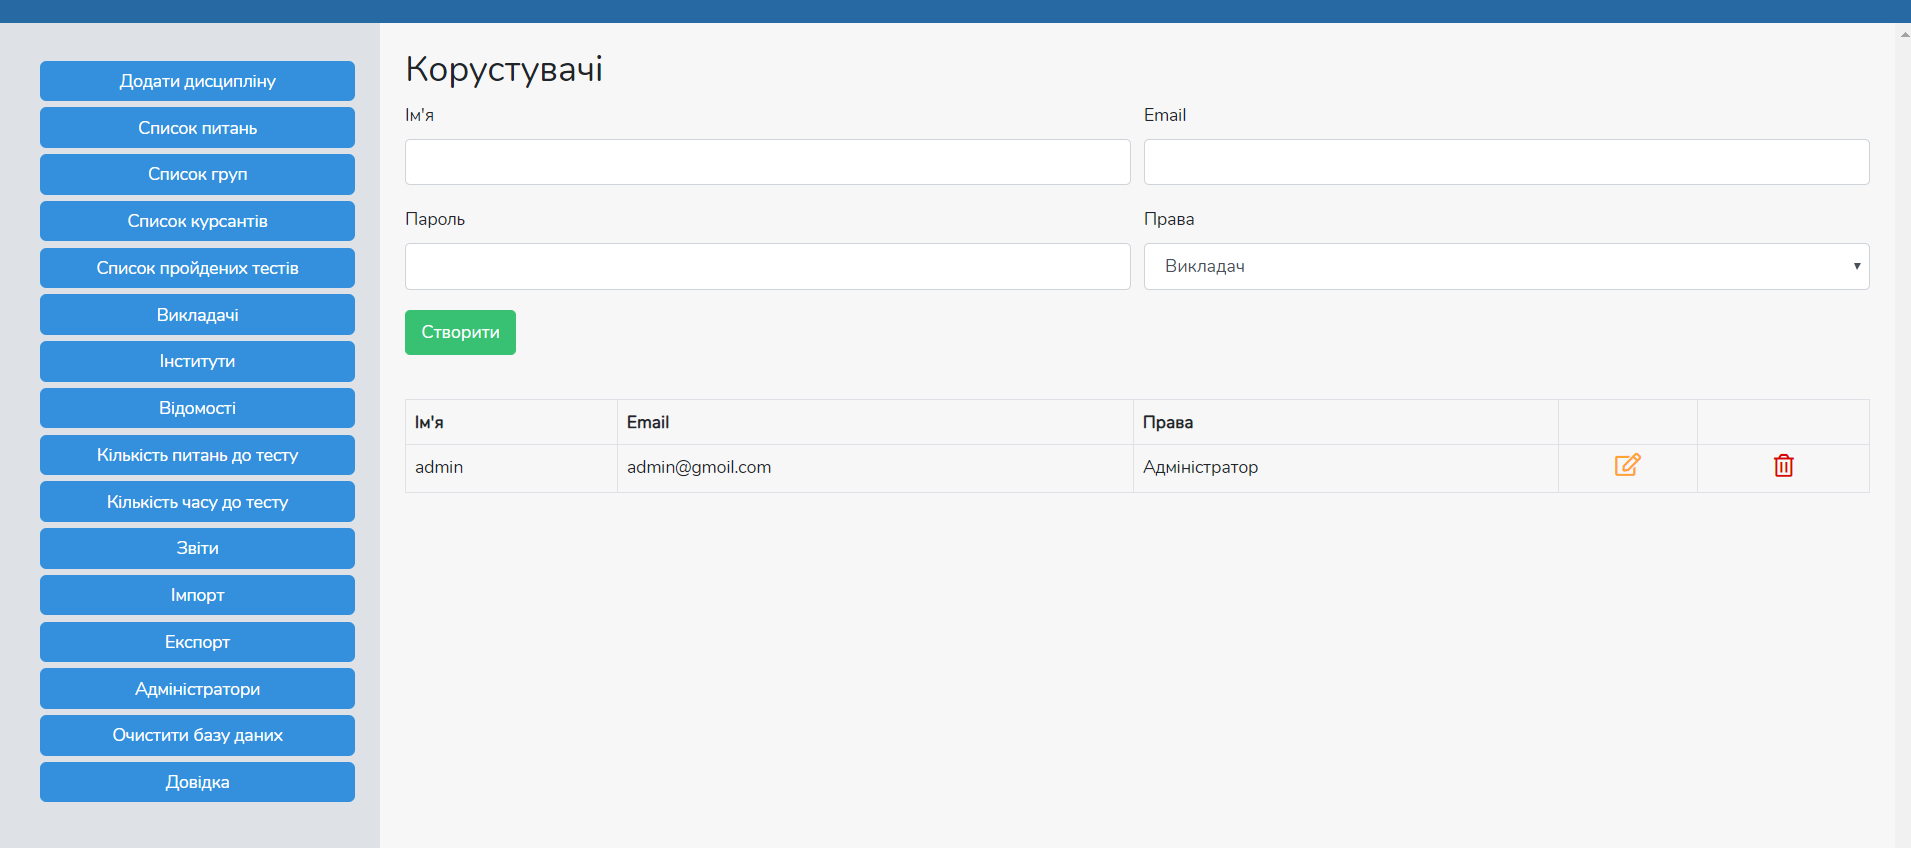 Додати дисципліну
Список питань
Список груп
Список курсантів
Список пройдених тестів
Викладачі
Інститути
Відомості
Кількість питань до тесту
Кількість часу до тесту
Звіти
Імпорт
Експорт
Адміністратори
Очистити базу даних
Довідка
Корустувачі
Ім'я Email
Пароль Права
Викладач
Створити
Ім'я Email Права
admin admin@gmoil.com Адміністратор